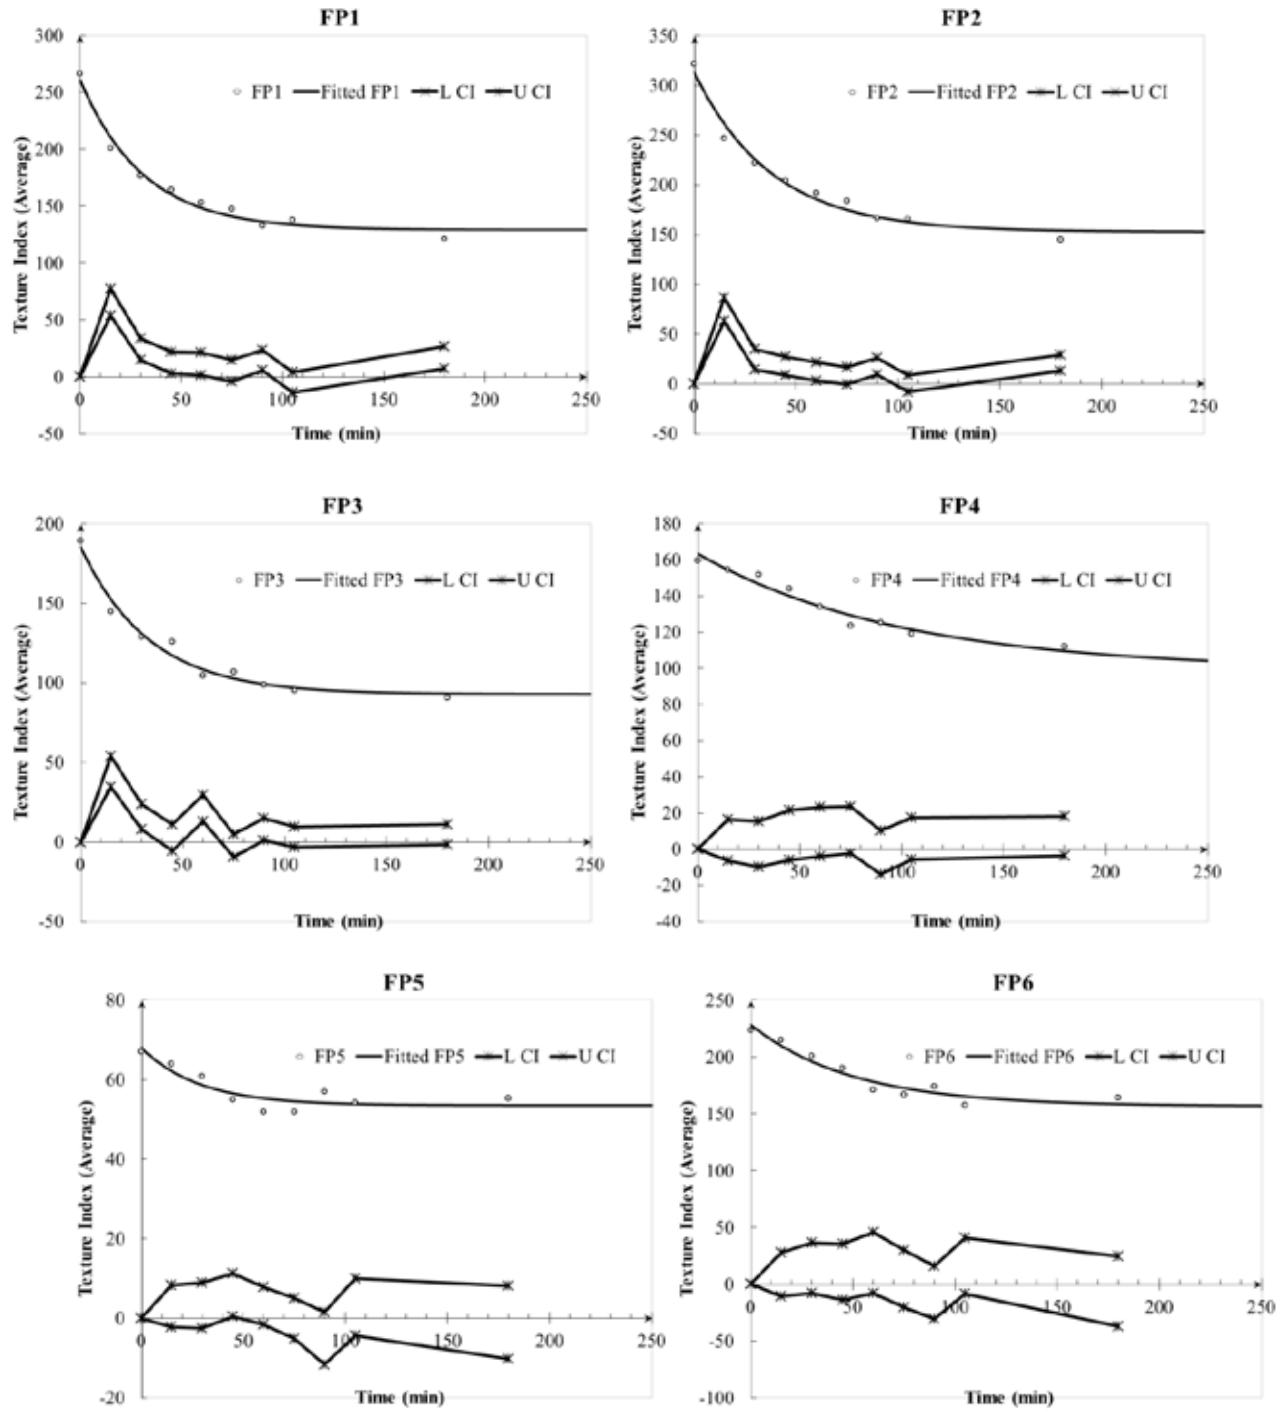 FP1
300
250
200
150
100
50
0
-50
Texture Index (Average)
FP1 Fitted FP1 L CI U CI
0 50 100 150 200 250
Time (min)
FP2
350
300
250
200
150
100
50
0
-50
Texture Index (Average)
FP2 Fitted FP2 L CI U CI
0 50 100 150 200 250
Time (min)
FP3
200
150
100
50
0
-50
Texture Index (Average)
FP3 Fitted FP3 L CI U CI
0 50 100 150 200 250
Time (min)
FP4
180
160
140
120
100
80
60
40
20
0
-20
-40
Texture Index (Average)
FP4 Fitted FP4 L CI U CI
0 50 100 150 200 250
Time (min)
FP5
80
60
40
20
0
-20
Texture Index (Average)
FP5 Fitted FP5 L CI U CI
0 50 100 150 200 250
Time (min)
FP6
250
200
150
100
50
0
-50
-100
Texture Index (Average)
FP6 Fitted FP6 L CI U CI
0 50 100 150 200 250
Time (min)